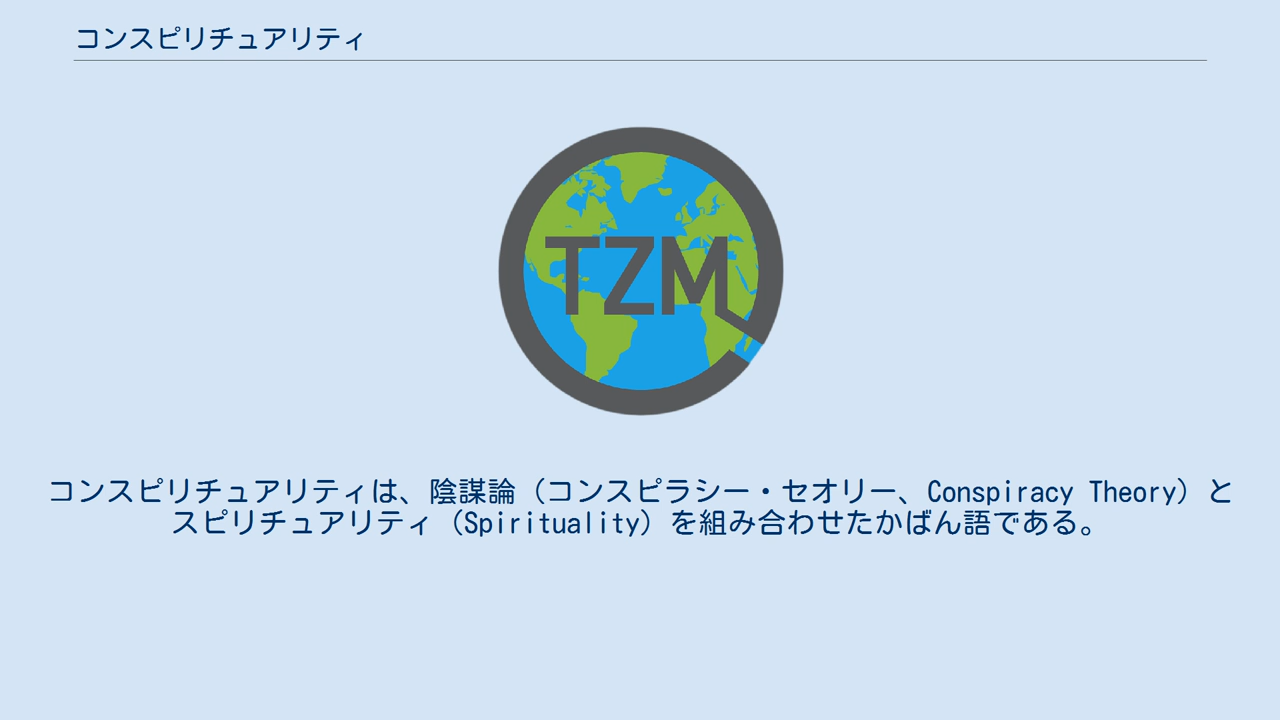 コンスピリチュアリティ
TZM
コンスピリチュアリティは、陰謀論（コンスピラシー・セオリー、Conspiracy Theory）と
スピリチュアリティ（Spirituality）を組み合わせたかばん語である。